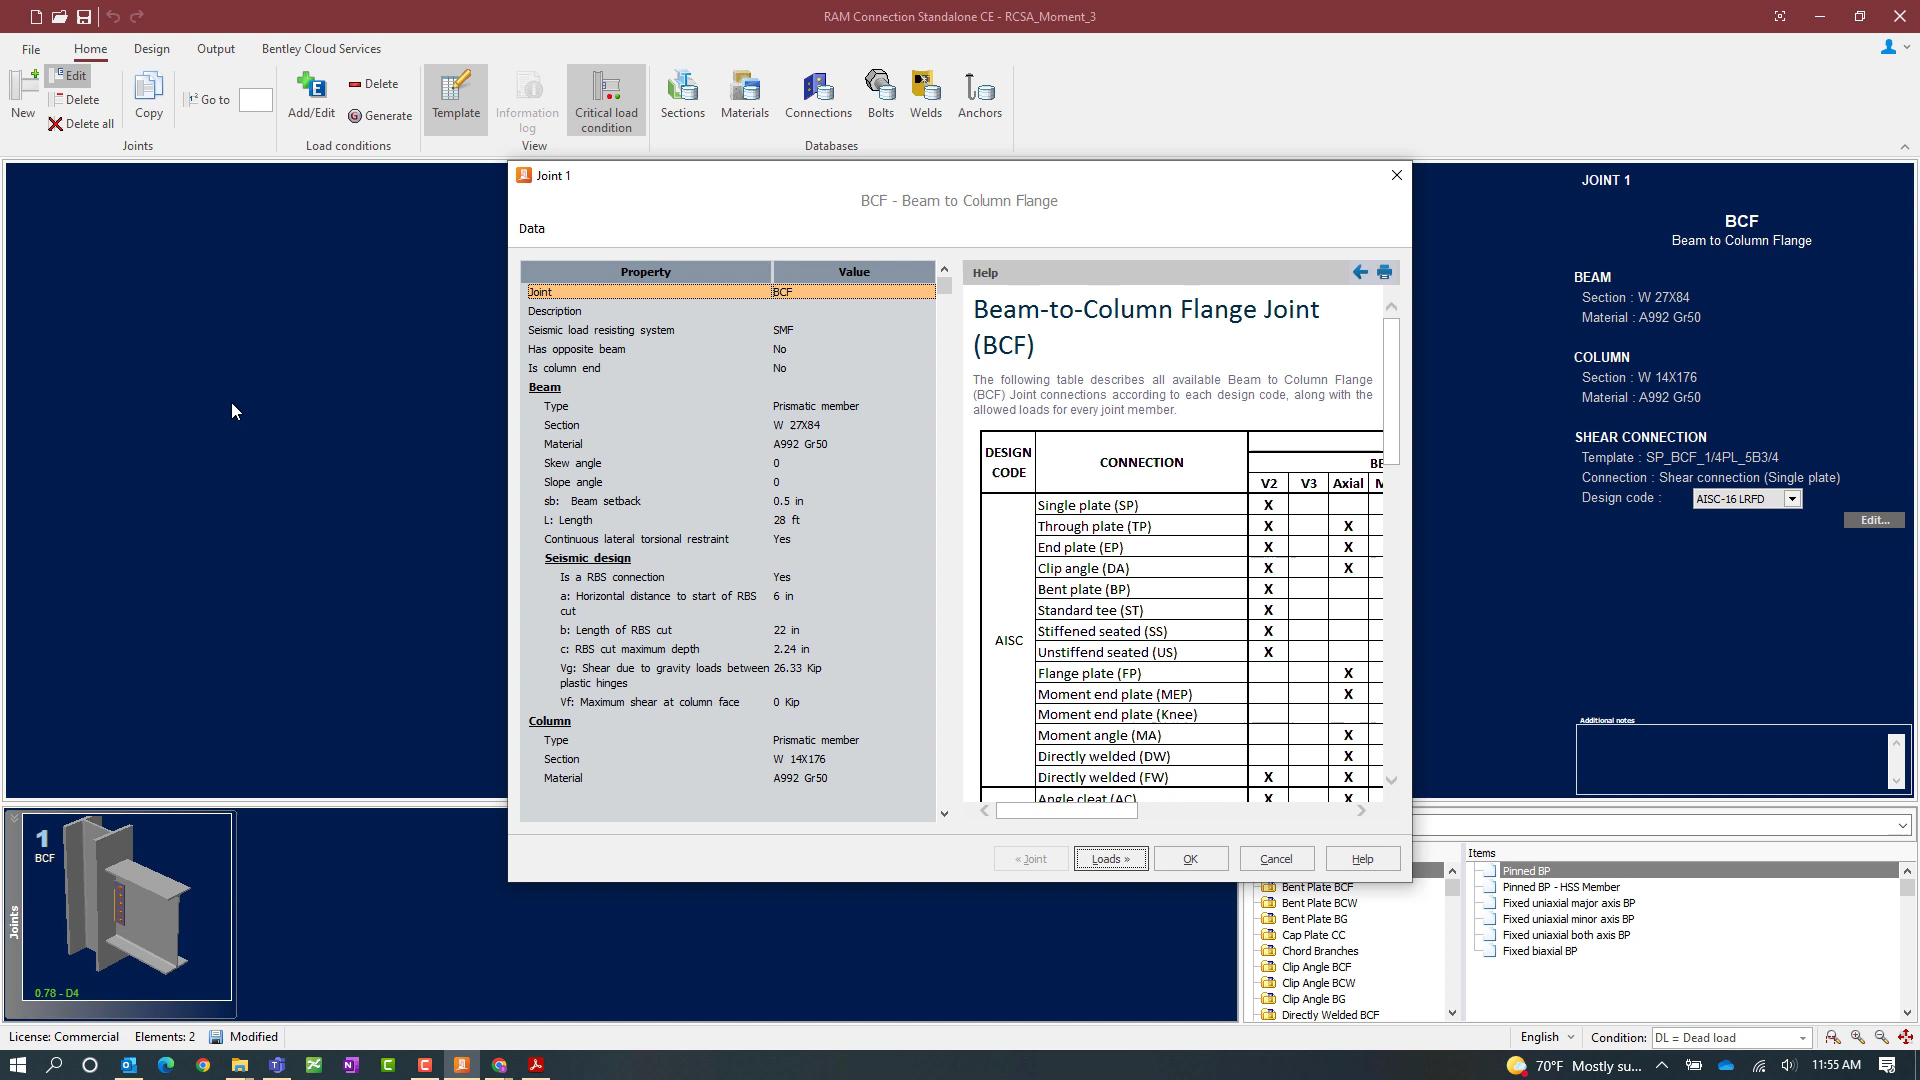 RAM Connection Standalone CE - RCSA_Moment_3
File
Home
Design
Output
Bentley Cloud Services
New
Edit
Delete
Delete all
Copy
Go to
Joints
Add/Edit
Delete
Generate
Load conditions
Template
Information log
Critical load condition
View
Sections
Materials
Connections
Bolts
Welds
Anchors
Databases
Joint 1
BCF - Beam to Column Flange
Data
Property Value
Joint BCF
Description
Seismic load resisting system SMF
Has opposite beam No
Is column end No
Beam
Type Prismatic member
Section W 27X84
Material A992 Gr50
Skew angle 0
Slope angle 0
sb: Beam setback 0.5 in
L: Length 28 ft
Continuous lateral torsional restraint Yes
Seismic design
Is a RBS connection Yes
a: Horizontal distance to start of RBS 6 in
cut
b: Length of RBS cut 22 in
c: RBS cut maximum depth 2.24 in
Vg: Shear due to gravity loads between 26.33 Kip
plastic hinges
Vf: Maximum shear at column face 0 Kip
Column
Type Prismatic member
Section W 14X176
Material A992 Gr50
Help
Beam-to-Column Flange Joint
(BCF)
The following table describes all available Beam to Column Flange
(BCF) Joint connections according to each design code, along with the
allowed loads for every joint member.
DESIGN CODE CONNECTION BE
V2 V3 Axial M
AISC
Single plate (SP) X
Through plate (TP) X X
End plate (EP) X X
Clip angle (DA) X X
Bent plate (BP) X
Standard tee (ST) X
Stiffened seated (SS) X
Unstiffend seated (US) X
Flange plate (FP) X
Moment end plate (MEP) X
Moment end plate (Knee)
Moment angle (MA) X
Directly welded (DW) X
Directly welded (FW) X X
Angle cleat (AC) X X
« Joint
Loads »
OK
Cancel
Help
JOINT 1
BCF
Beam to Column Flange
BEAM
Section : W 27X84
Material : A992 Gr50
COLUMN
Section : W 14X176
Material : A992 Gr50
SHEAR CONNECTION
Template : SP_BCF_1/4PL_5B3/4
Connection : Shear connection (Single plate)
Design code : AISC-16 LRFD
Edit...
Additional notes
Joints
1
BCF
0.78 - D4
Bent Plate BCF
Bent Plate BCW
Bent Plate BG
Cap Plate CC
Chord Branches
Clip Angle BCF
Clip Angle BCW
Clip Angle BG
Directly Welded BCF
Items
Pinned BP
Pinned BP - HSS Member
Fixed uniaxial major axis BP
Fixed uniaxial minor axis BP
Fixed uniaxial both axis BP
Fixed biaxial BP
License: Commercial Elements: 2 Modified
English Condition: DL = Dead load
70°F Mostly su... 11:55 AM